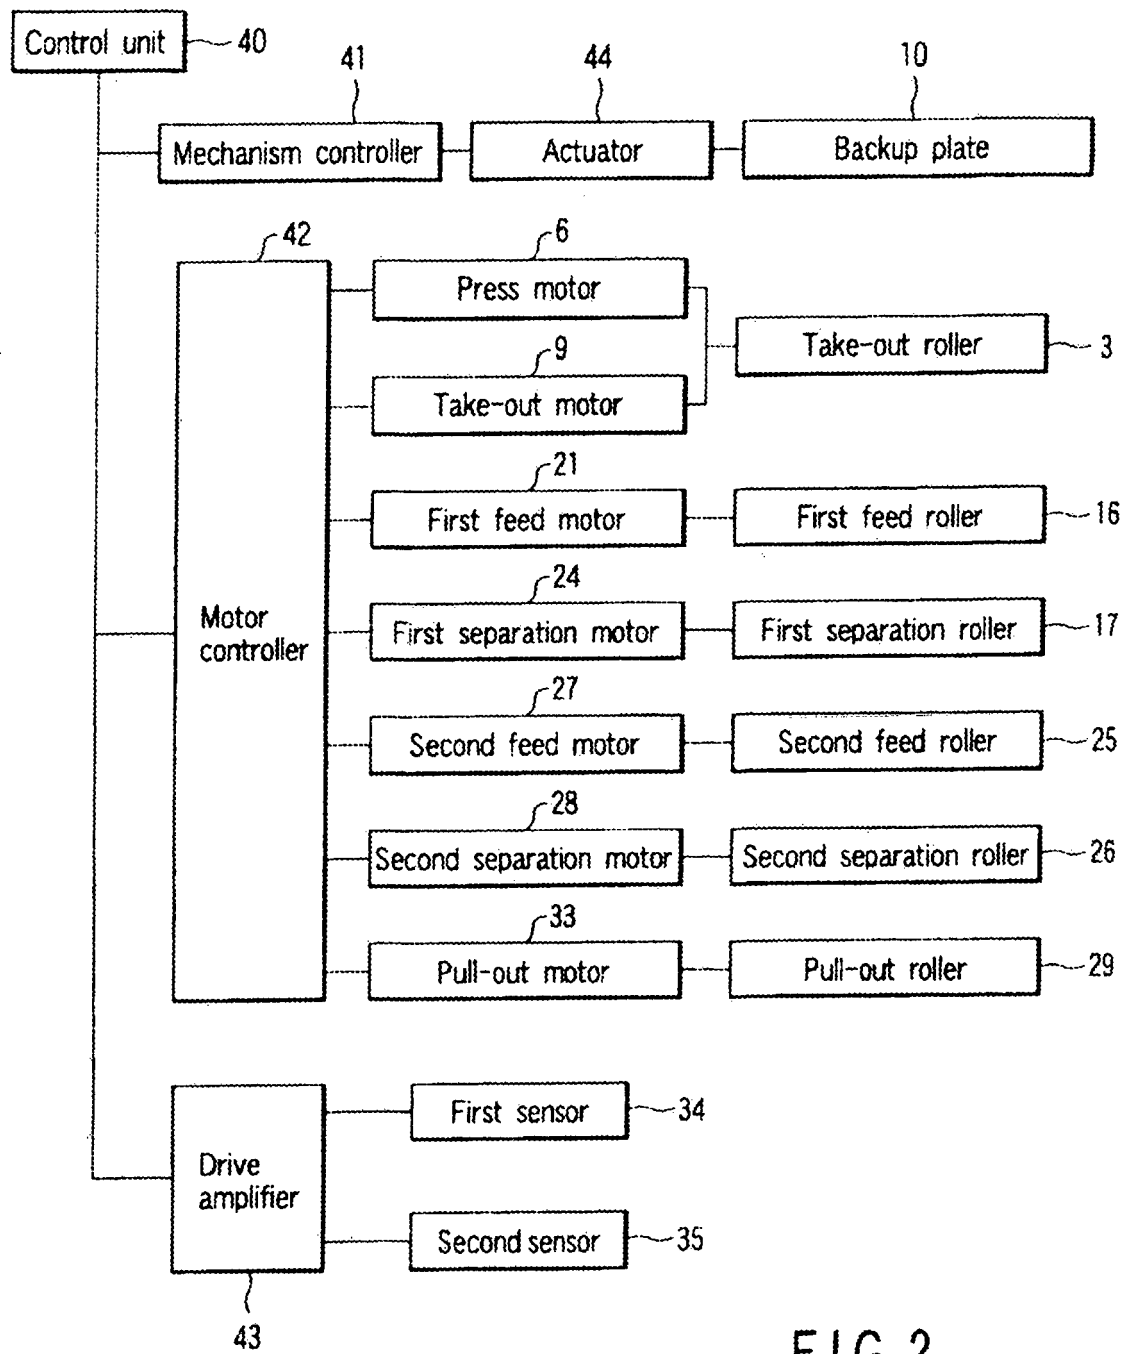 Control unit
40
41
44
10
Mechanism controller
Actuator
Backup plate
42
6
Press motor
Take-out roller
3
9
Take-out motor
21
First feed motor
First feed roller
16
Motor
controller
24
First separation motor
First separation roller
17
27
Second feed motor
Second feed roller
25
28
Second separation motor
Second separation roller
26
33
Pull-out motor
Pull-out roller
29
Drive
amplifier
First sensor
34
Second sensor
35
43
FIG. 2